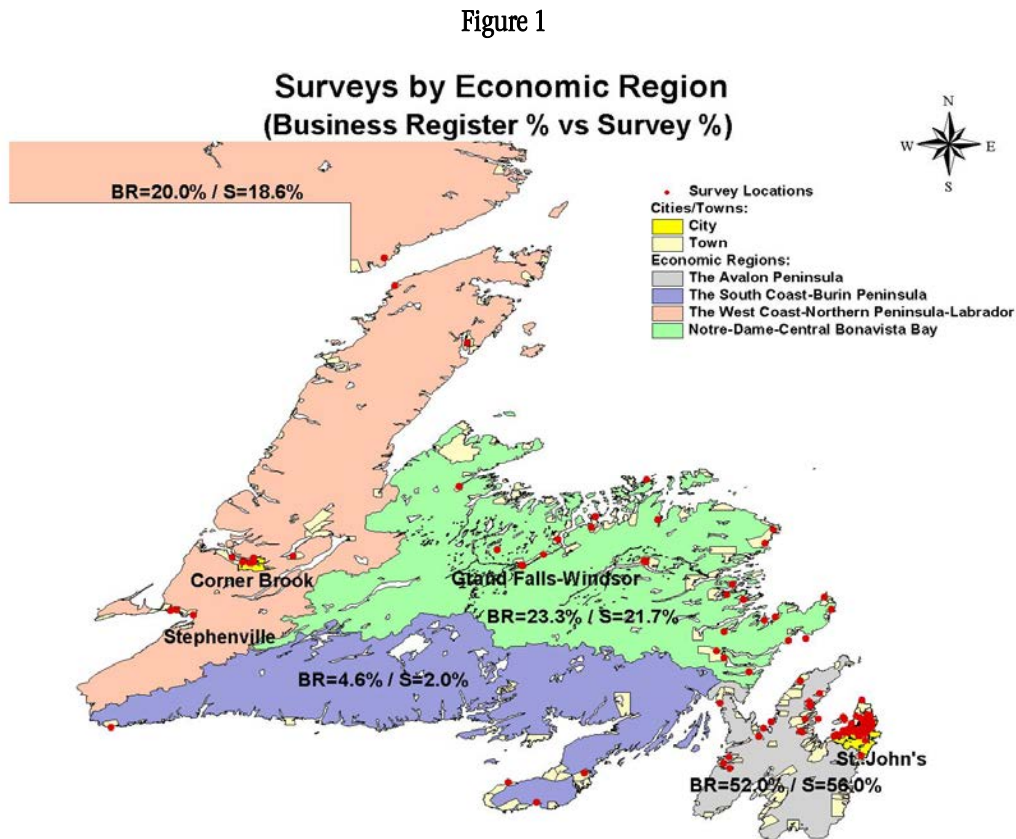 Figure 1
Surveys by Economic Region
(Business Register % vs Survey %)
N
W E
S
BR=20.0% / S=18.6%
Survey Locations
Cities/Towns:
City
Town
Economic Regions:
The Avalon Peninsula
The South Coast-Burin Peninsula
The West Coast-Northern Peninsula-Labrador
Notre-Dame-Central Bonavista Bay
Corner Brook
Grand Falls-Windsor
BR=23.3% / S=21.7%
Stephenville
BR=4.6% / S=2.0%
St. John's
BR=52.0% / S=56.0%